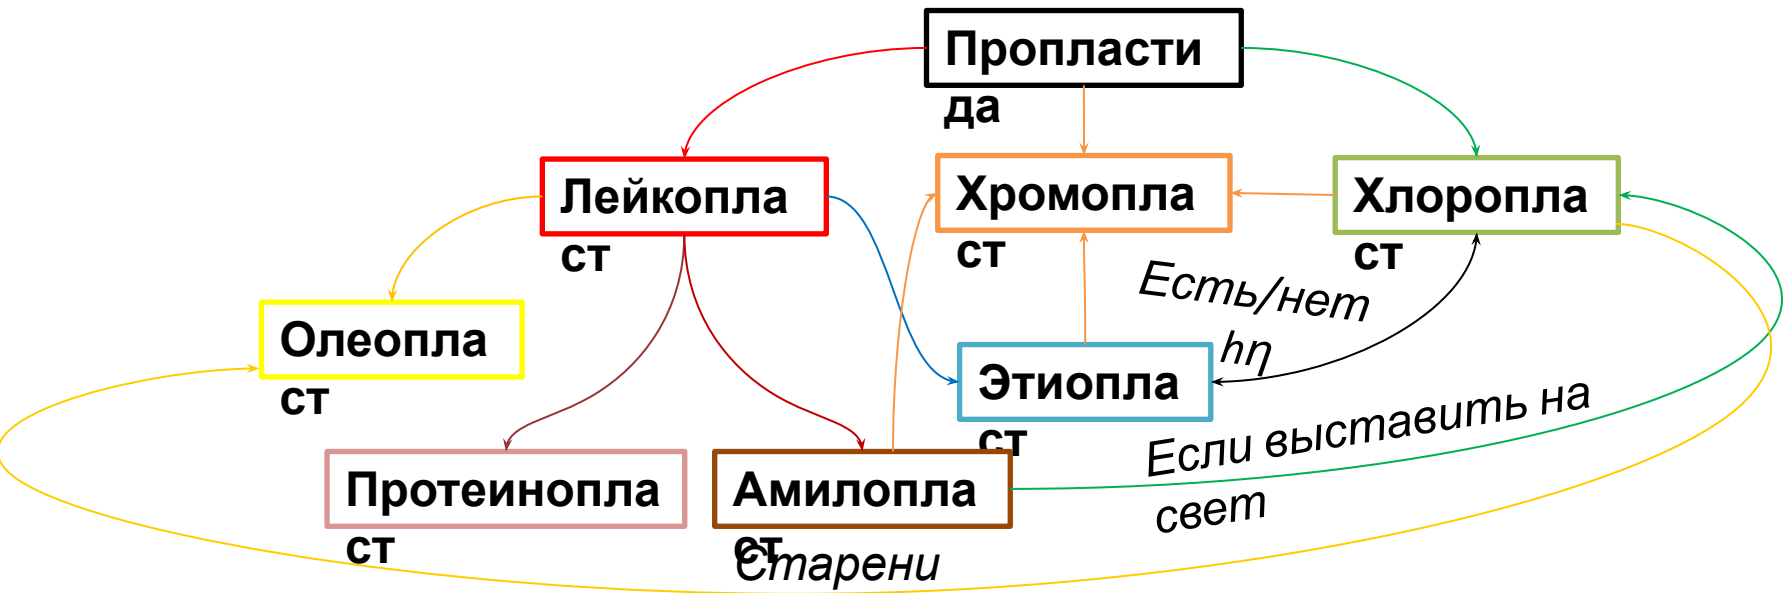 Пропласти
да
Лейкопла
ст
Хромопла
ст
Хлоропла
ст
Есть/нет
hη
Олеопла
ст
Этиопла
ст
Если выставить на
свет
Протеинопла
ст
Амилопла
ст
Старени